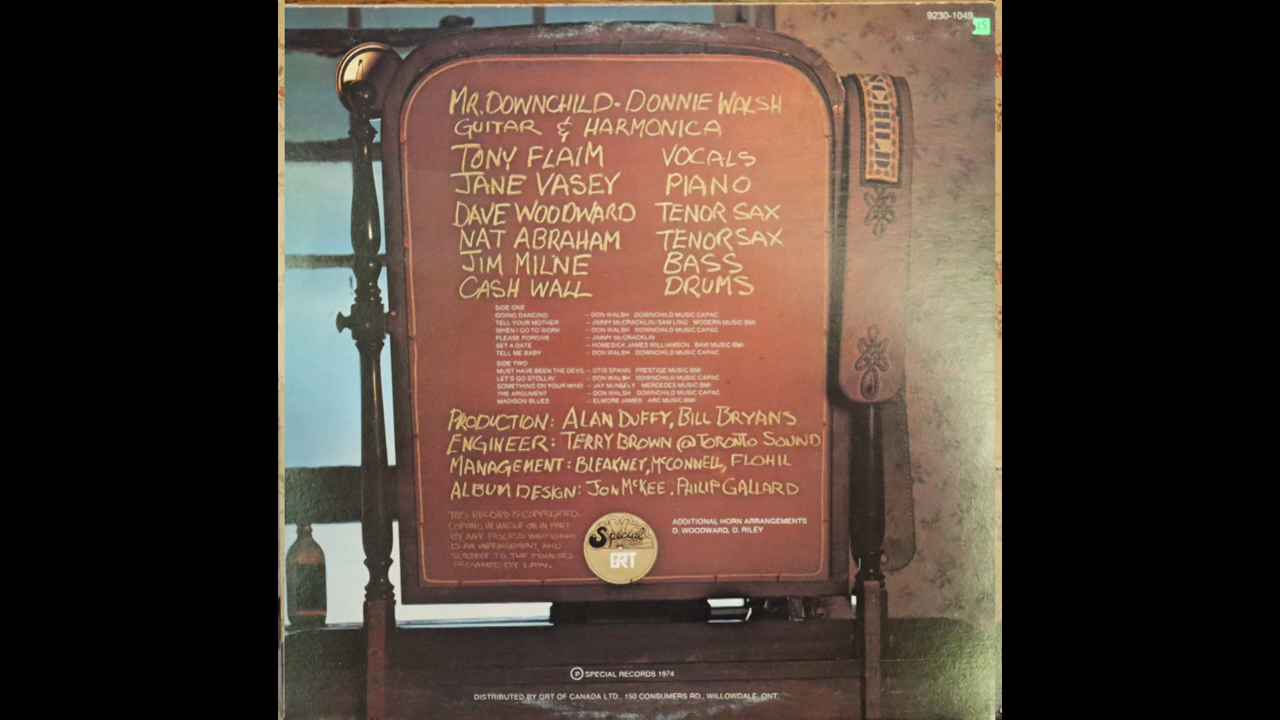 9230-1049
NCHILD
MR. DOWNCHILD - DONNIE WALSH
GUITAR & HARMONICA
TONY FLAIM VOCALS
JANE VASEY PIANO
DAVE WOODWARD TENOR SAX
NAT ABRAHAM TENOR SAX
JIM MILNE BASS
CASH WALL DRUMS
SIDE ONE
GOING DANCING – DON WALSH DOWNCHILD MUSIC CAPAC
TELL YOUR MOTHER – JIMMY McCRACKLIN/SAM LING MODERN MUSIC BMI
WHEN I GO TO WORK – DON WALSH DOWNCHILD MUSIC CAPAC
PLEASE FORGIVE – JIMMY McCRACKLIN
SET A DATE – HOMESICK JAMES WILLIAMSON BAW MUSIC BMI
TELL ME BABY – DON WALSH DOWNCHILD MUSIC CAPAC
SIDE TWO
MUST HAVE BEEN THE DEVIL – OTIS SPANN PRESTIGE MUSIC BMI
LET'S GO STOLLIN' – DON WALSH DOWNCHILD MUSIC CAPAC
SOMETHING ON YOUR MIND – JAY McNEELY MERCEDES MUSIC BMI
THE ARGUMENT – DON WALSH DOWNCHILD MUSIC CAPAC
MADISON BLUES – ELMORE JAMES ARC MUSIC BMI
PRODUCTION: ALAN DUFFY, BILL BRYANS
ENGINEER: TERRY BROWN @ TORONTO SOUND
MANAGEMENT: BLEAKNEY, McCONNELL, FLOHIL
ALBUM DESIGN: JON McKEE, PHILIP GALLARD
THIS RECORD IS COPYRIGHTED.
COPYING IN WHOLE OR IN PART
BY ANY PROCESS WHATSOEVER
IS AN INFRINGEMENT AND
SUBJECT TO THE PENALTIES
PROVIDED BY LAW.
Special
GRT
ADDITIONAL HORN ARRANGEMENTS
D. WOODWARD, D. RILEY
Ⓟ SPECIAL RECORDS 1974
DISTRIBUTED BY GRT OF CANADA LTD., 150 CONSUMERS RD., WILLOWDALE, ONT.